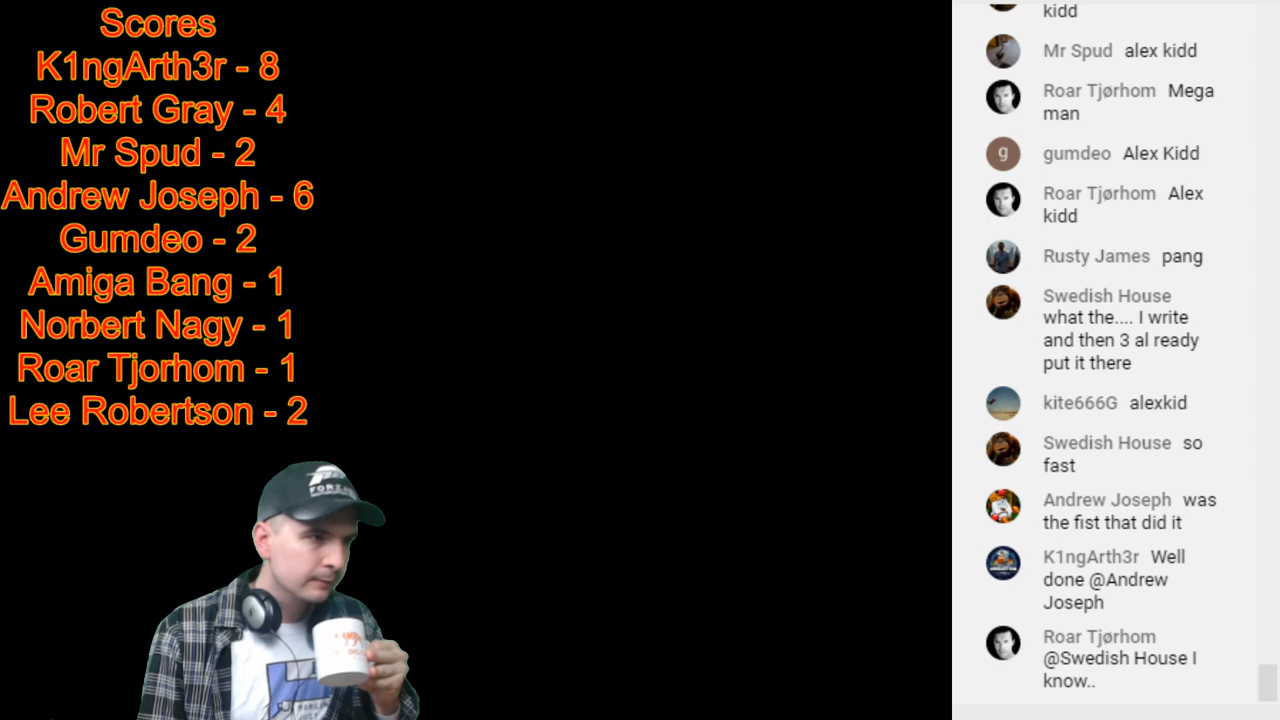 Scores
K1ngArth3r - 8
Robert Gray - 4
Mr Spud - 2
Andrew Joseph - 6
Gumdeo - 2
Amiga Bang - 1
Norbert Nagy - 1
Roar Tjorhom - 1
Lee Robertson - 2
FORZA
kidd
Mr Spud alex kidd
Roar Tjørhom Mega
man
g gumdeo Alex Kidd
Roar Tjørhom Alex
kidd
Rusty James pang
Swedish House
what the.... I write
and then 3 al ready
put it there
kite666G alexkid
Swedish House so
fast
Andrew Joseph was
the fist that did it
K1ngArth3r Well
done @Andrew
Joseph
Roar Tjørhom
@Swedish House I
know..